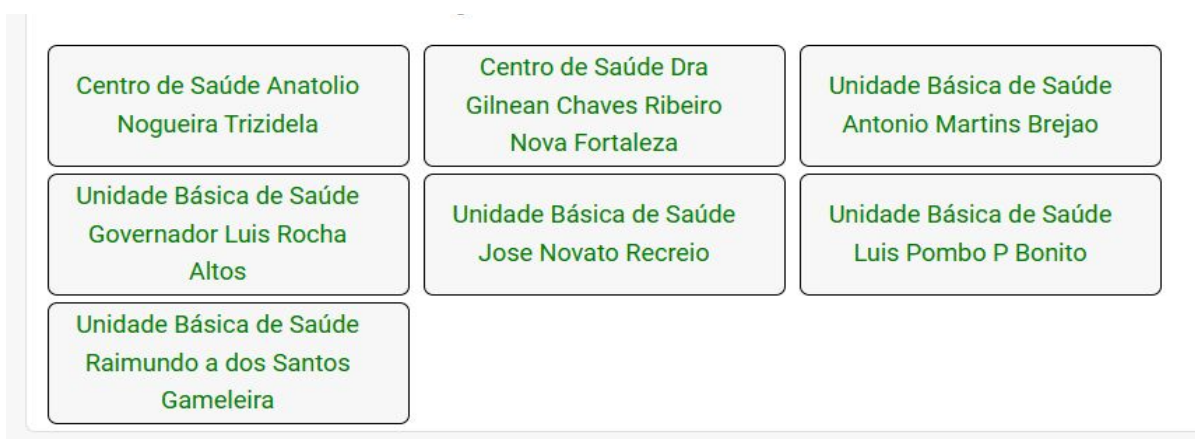 Centro de Saúde Anatolio
Nogueira Trizidela
Centro de Saúde Dra
Gilnean Chaves Ribeiro
Nova Fortaleza
Unidade Básica de Saúde
Antonio Martins Brejao
Unidade Básica de Saúde
Governador Luis Rocha
Altos
Unidade Básica de Saúde
Jose Novato Recreio
Unidade Básica de Saúde
Luis Pombo P Bonito
Unidade Básica de Saúde
Raimundo a dos Santos
Gameleira